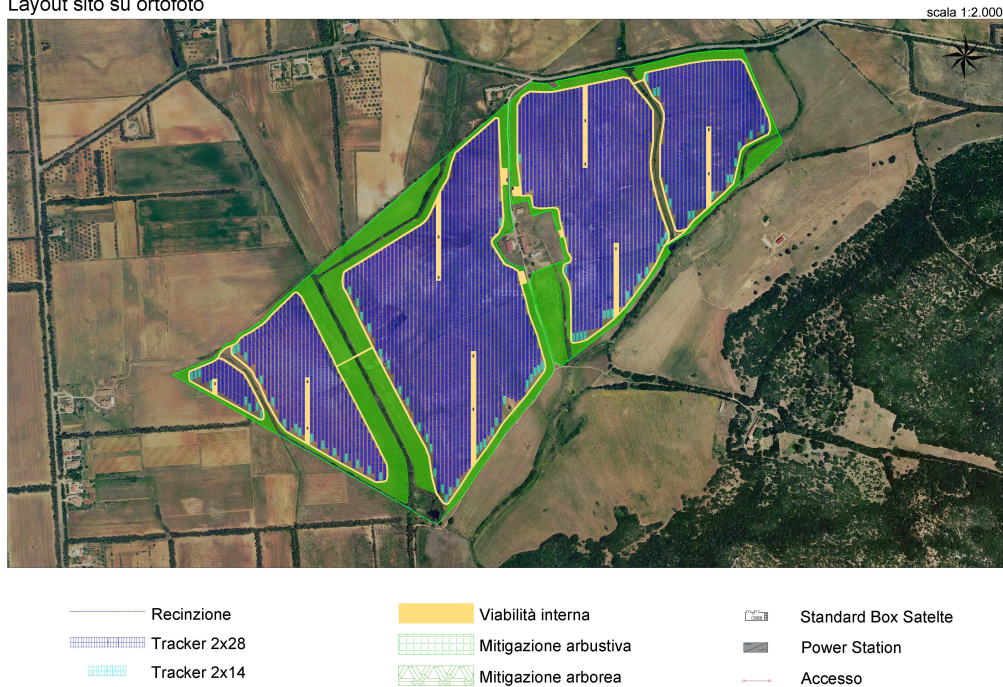 Layout sito su ortofoto
scala 1:2.000
Recinzione
Tracker 2x28
Tracker 2x14
Viabilità interna
Mitigazione arbustiva
Mitigazione arborea
Standard Box Satelte
Power Station
Accesso